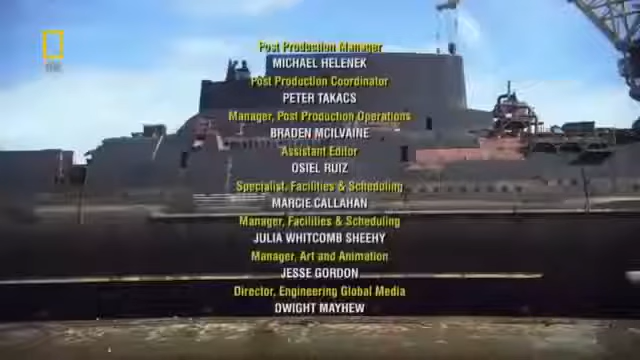 Post Production Manager
MICHAEL HELENEK
Post Production Coordinator
PETER TAKACS
Manager, Post Production Operations
BRADEN MCILVAINE
Assistant Editor
OSIEL RUIZ
Specialist, Facilities & Scheduling
MARCIE CALLAHAN
Manager, Facilities & Scheduling
JULIA WHITCOMB SHEEHY
Manager, Art and Animation
JESSE GORDON
Director, Engineering Global Media
DWIGHT MAYHEW